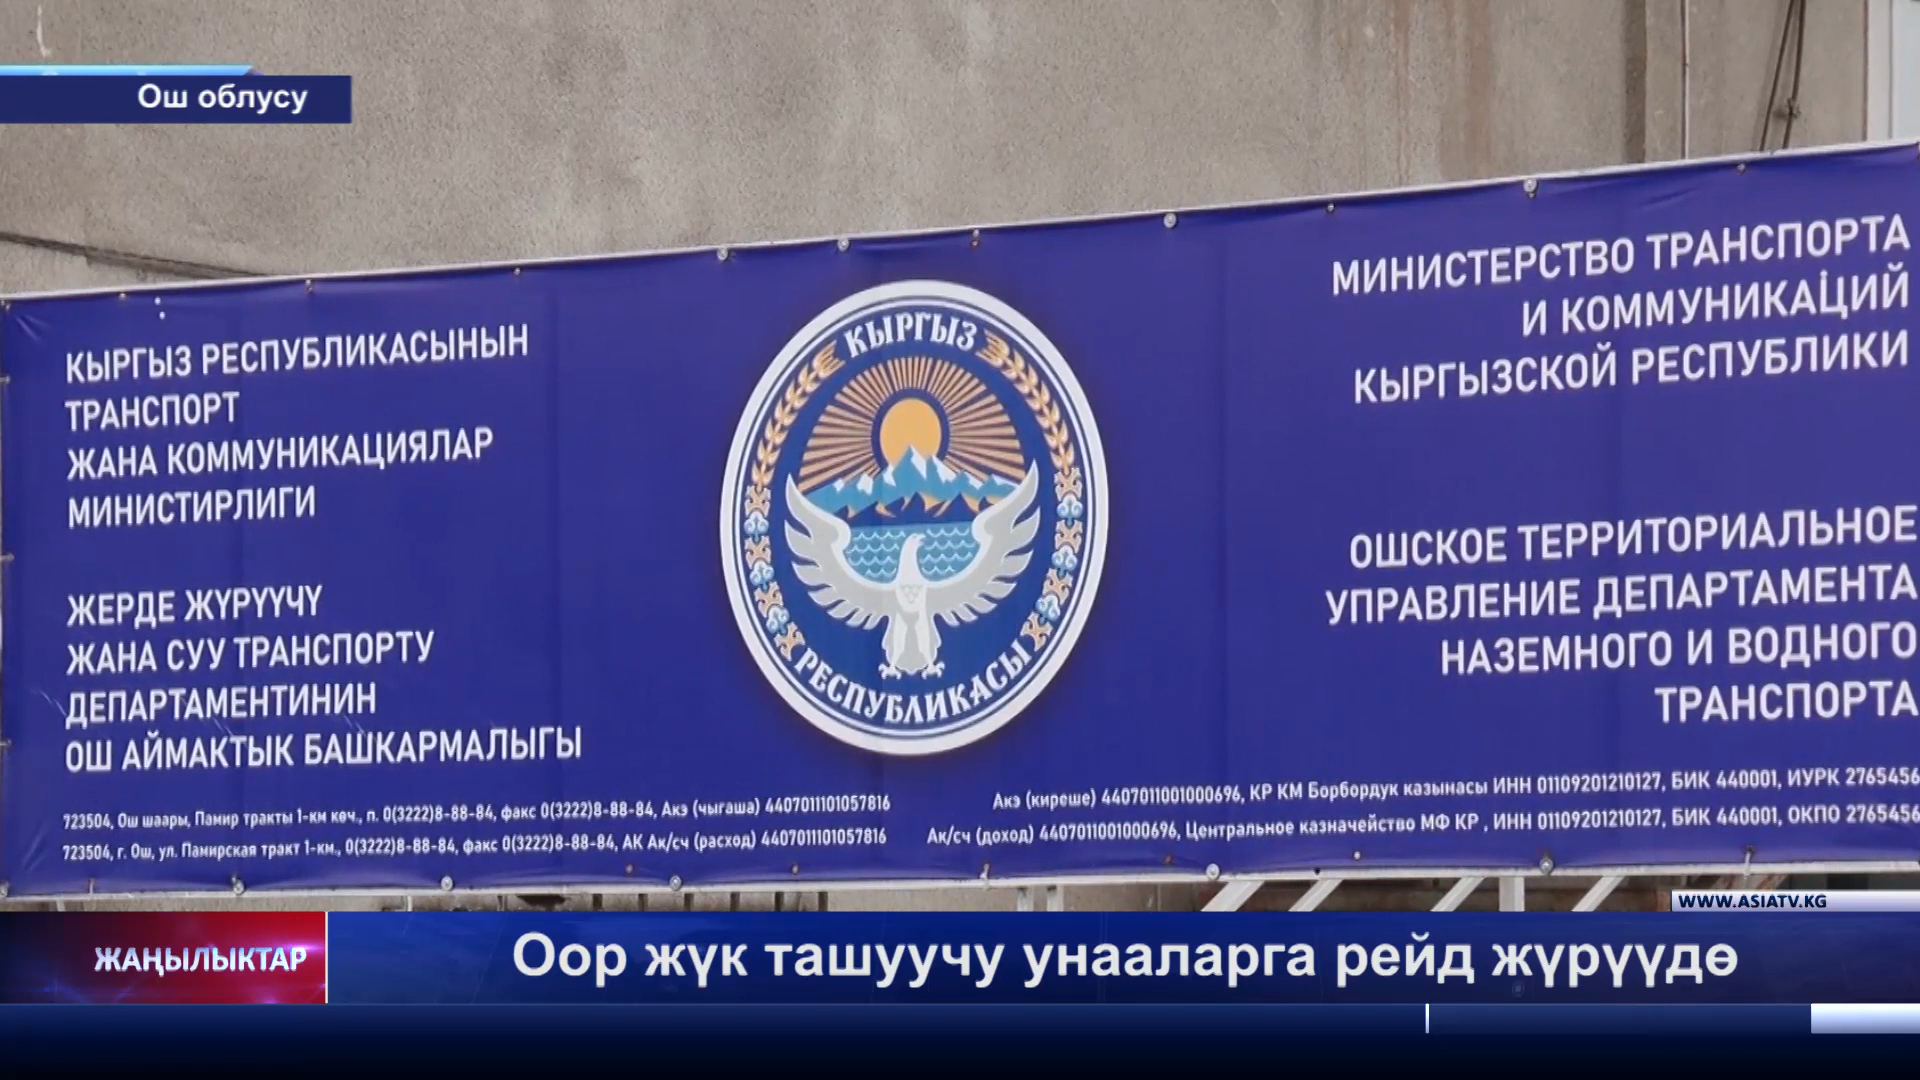 Ош облусу
КЫРГЫЗ РЕСПУБЛИКАСЫНЫН
ТРАНСПОРТ
ЖАНА КОММУНИКАЦИЯЛАР
МИНИСТИРЛИГИ
ЖЕРДЕ ЖҮРҮҮЧҮ
ЖАНА СУУ ТРАНСПОРТУ
ДЕПАРТАМЕНТИНИН
ОШ АЙМАКТЫК БАШКАРМАЛЫГЫ
723504, Ош шаары, Памир тракты 1-км көч., п. 0(3222)8-88-84, факс 0(3222)8-88-84, Акэ (чыгаша) 4407011101057816
723504, г. Ош, ул. Памирская тракт 1-км., 0(3222)8-88-84, факс 0(3222)8-88-84, АК Ак/сч (расход) 4407011101057816
КЫРГЫЗ
РЕСПУБЛИКАСЫ
МИНИСТЕРСТВО ТРАНСПОРТА
И КОММУНИКАЦИЙ
КЫРГЫЗСКОЙ РЕСПУБЛИКИ
ОШСКОЕ ТЕРРИТОРИАЛЬНОЕ
УПРАВЛЕНИЕ ДЕПАРТАМЕНТА
НАЗЕМНОГО И ВОДНОГО
ТРАНСПОРТА
Акэ (киреше) 4407011001000696, КР КМ Борбордук казынасы ИНН 01109201210127, БИК 440001, ИУРК 2765456
Ак/сч (доход) 4407011001000696, Центральное казначейство МФ КР , ИНН 01109201210127, БИК 440001, ОКПО 2765456
WWW.ASIATV.KG
ЖАҢЫЛЫКТАР
Оор жүк ташуучу унааларга рейд жүрүүдө